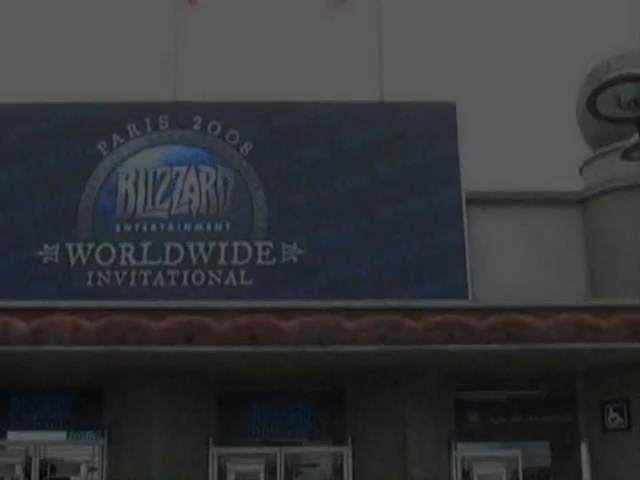 PARIS 2008
BLIZZARD
ENTERTAINMENT
WORLDWIDE
INVITATIONAL